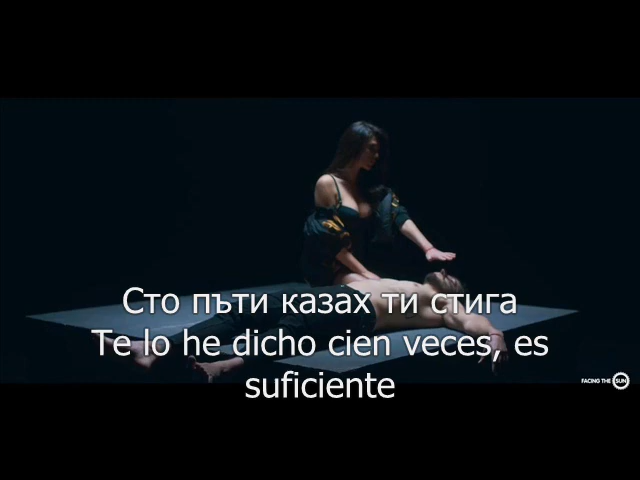 Сто пъти казах ти стига
Te lo he dicho cien veces, es
suficiente
FACING THE SUN